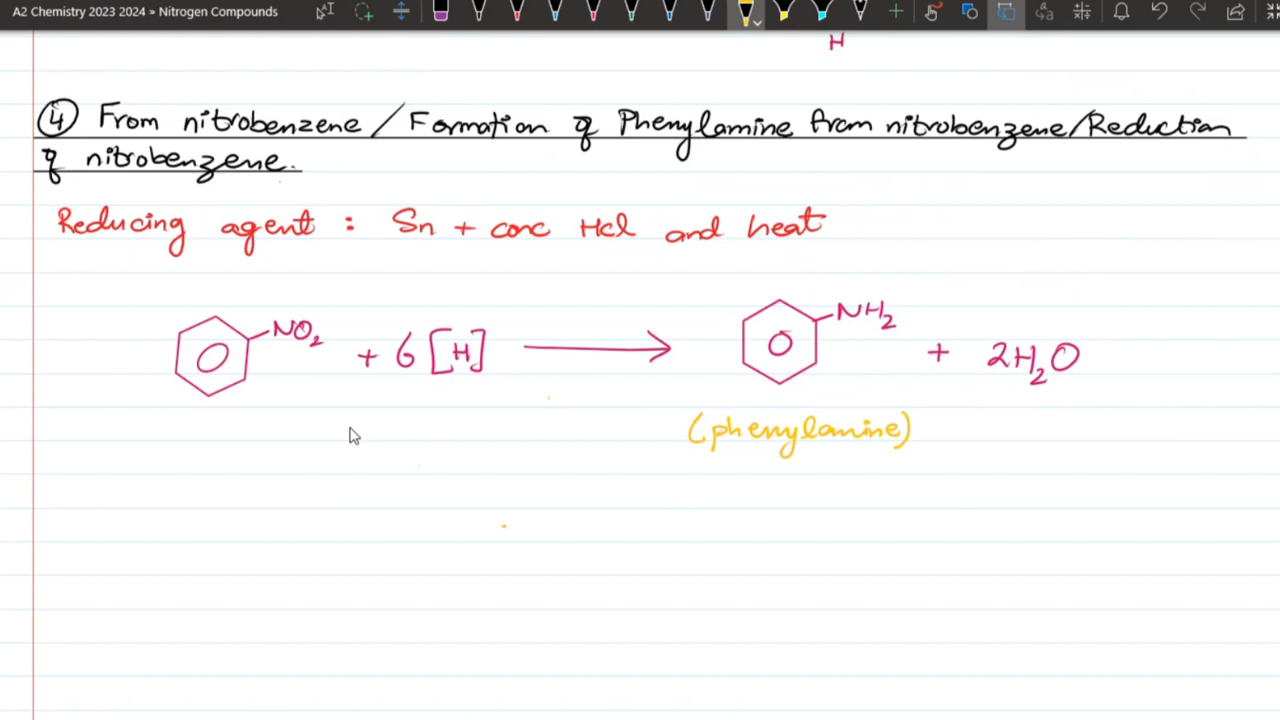 A2 Chemistry 2023 2024 » Nitrogen Compounds
H
④ From nitrobenzene / Formation of Phenylamine from nitrobenzene/Reduction
of nitrobenzene.
Reducing agent : Sn + conc HCl and heat
NO₂ + 6 [H] ⟶ NH₂ + 2H₂O
(phenylamine)